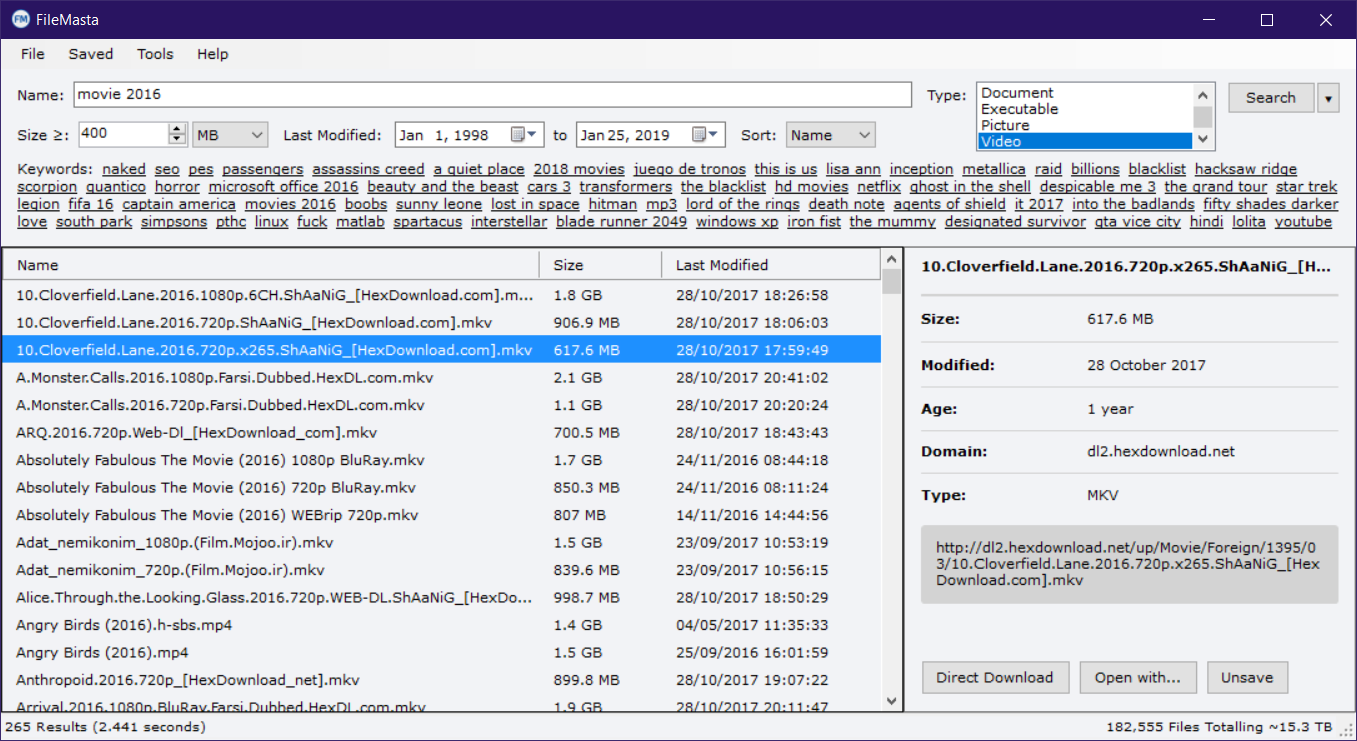 FM FileMasta
File Saved Tools Help
Name: movie 2016 Type: Document Executable Picture Video Search
Size ≥: 400 MB Last Modified: Jan 1, 1998 to Jan 25, 2019 Sort: Name
Keywords: naked seo pes passengers assassins creed a quiet place 2018 movies juego de tronos this is us lisa ann inception metallica raid billions blacklist hacksaw ridge
scorpion quantico horror microsoft office 2016 beauty and the beast cars 3 transformers the blacklist hd movies netflix ghost in the shell despicable me 3 the grand tour star trek
legion fifa 16 captain america movies 2016 boobs sunny leone lost in space hitman mp3 lord of the rings death note agents of shield it 2017 into the badlands fifty shades darker
love south park simpsons pthc linux fuck matlab spartacus interstellar blade runner 2049 windows xp iron fist the mummy designated survivor gta vice city hindi lolita youtube
Name Size Last Modified
10.Cloverfield.Lane.2016.1080p.6CH.ShAaNiG_[HexDownload.com].m... 1.8 GB 28/10/2017 18:26:58
10.Cloverfield.Lane.2016.720p.ShAaNiG_[HexDownload.com].mkv 906.9 MB 28/10/2017 18:06:03
10.Cloverfield.Lane.2016.720p.x265.ShAaNiG_[HexDownload.com].mkv 617.6 MB 28/10/2017 17:59:49
A.Monster.Calls.2016.1080p.Farsi.Dubbed.HexDL.com.mkv 2.1 GB 28/10/2017 20:41:02
A.Monster.Calls.2016.720p.Farsi.Dubbed.HexDL.com.mkv 1.1 GB 28/10/2017 20:20:24
ARQ.2016.720p.Web-Dl_[HexDownload_com].mkv 700.5 MB 28/10/2017 18:43:43
Absolutely Fabulous The Movie (2016) 1080p BluRay.mkv 1.7 GB 24/11/2016 08:44:18
Absolutely Fabulous The Movie (2016) 720p BluRay.mkv 850.3 MB 24/11/2016 08:11:24
Absolutely Fabulous The Movie (2016) WEBrip 720p.mkv 807 MB 14/11/2016 14:44:56
Adat_nemikonim_1080p.(Film.Mojoo.ir).mkv 1.5 GB 23/09/2017 10:53:19
Adat_nemikonim_720p.(Film.Mojoo.ir).mkv 839.6 MB 23/09/2017 10:56:15
Alice.Through.the.Looking.Glass.2016.720p.WEB-DL.ShAaNiG_[HexDo... 998.7 MB 28/10/2017 18:50:29
Angry Birds (2016).h-sbs.mp4 1.4 GB 04/05/2017 11:35:33
Angry Birds (2016).mp4 1.5 GB 25/09/2016 16:01:59
Anthropoid.2016.720p_[HexDownload_net].mkv 899.8 MB 28/10/2017 19:07:22
Arrival.2016.1080p.BluRay.Farsi.Dubbed.HexDL.com.mkv 1.9 GB 28/10/2017 20:11:47
10.Cloverfield.Lane.2016.720p.x265.ShAaNiG_[H...
Size: 617.6 MB
Modified: 28 October 2017
Age: 1 year
Domain: dl2.hexdownload.net
Type: MKV
http://dl2.hexdownload.net/up/Movie/Foreign/1395/0
3/10.Cloverfield.Lane.2016.720p.x265.ShAaNiG_[Hex
Download.com].mkv
Direct Download Open with... Unsave
265 Results (2.441 seconds) 182,555 Files Totalling ~15.3 TB